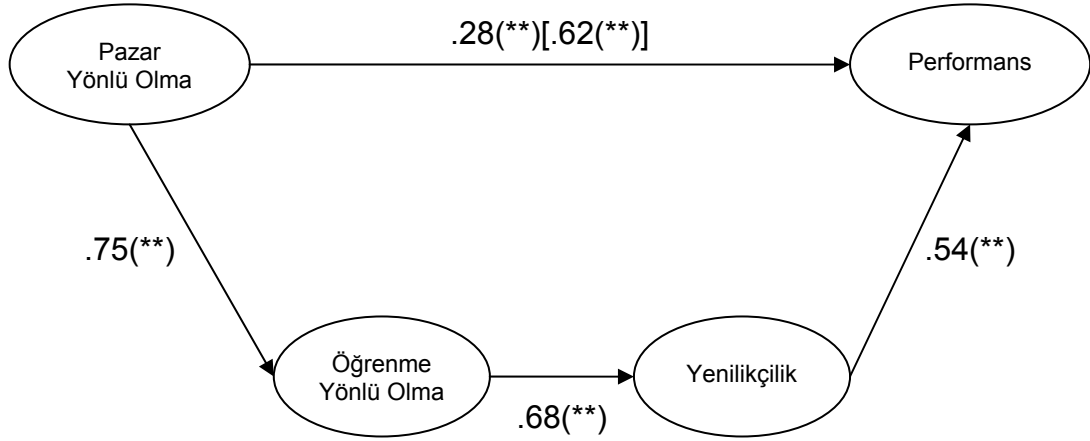 .28(**)[.62(**)]
Pazar
Yönlü Olma
Performans
.75(**)
.54(**)
Öğrenme
Yönlü Olma
Yenilikçilik
.68(**)